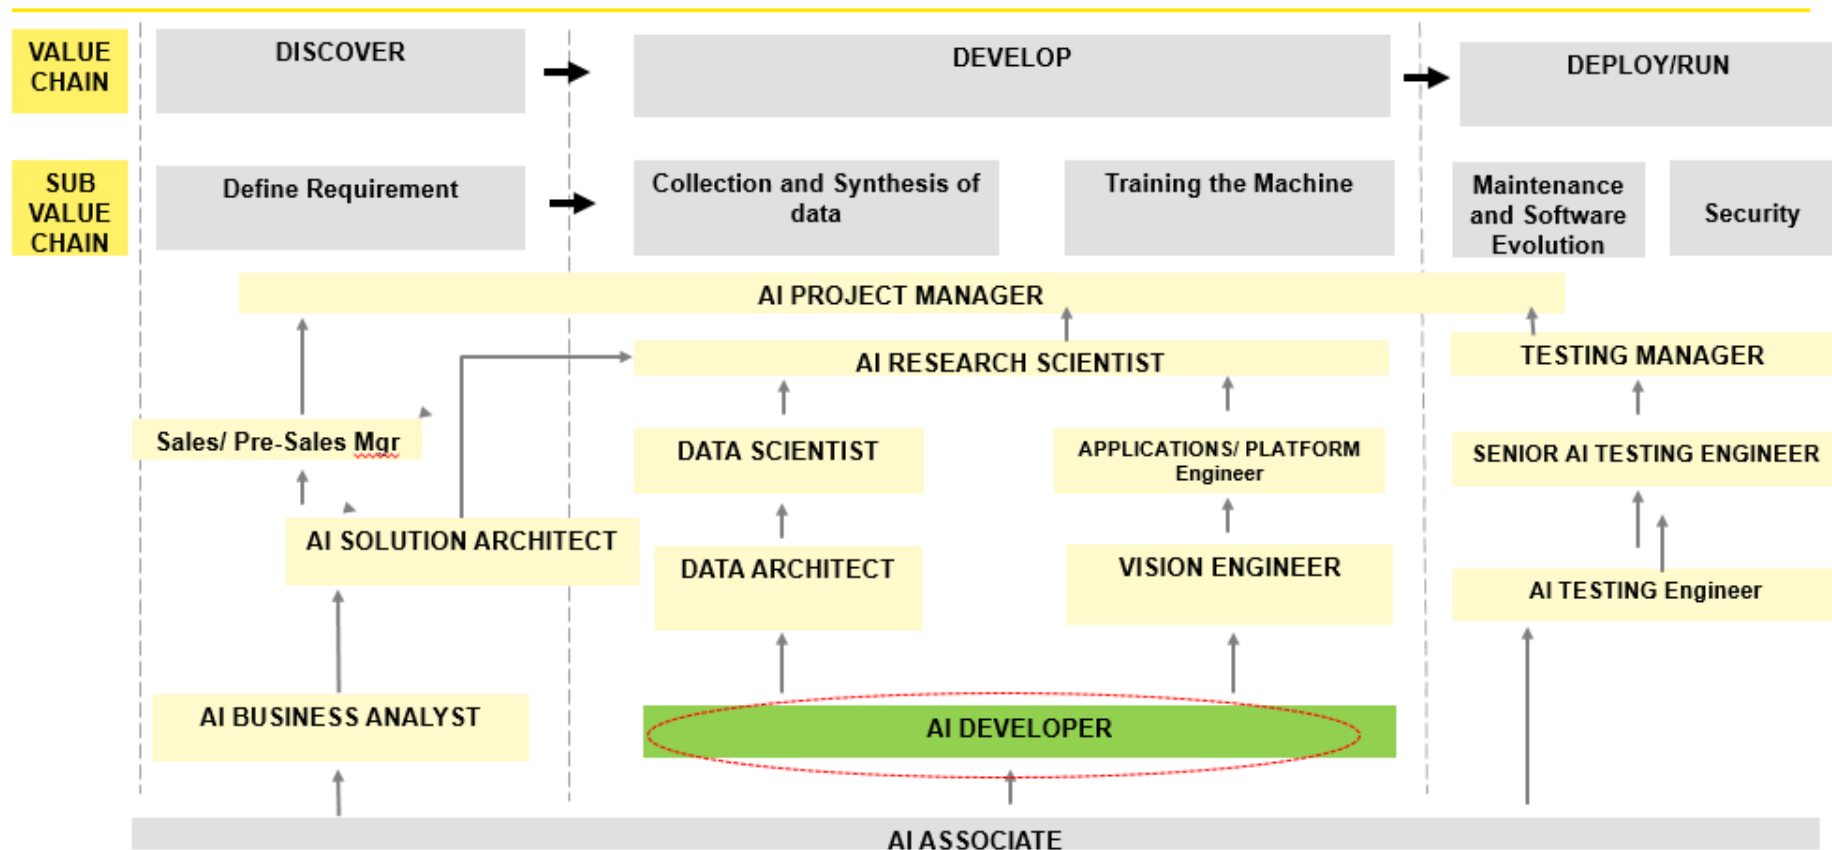 VALUE
CHAIN
DISCOVER
DEVELOP
DEPLOY/RUN
SUB
VALUE
CHAIN
Define Requirement
Collection and Synthesis of
data
Training the Machine
Maintenance
and Software
Evolution
Security
AI PROJECT MANAGER
AI RESEARCH SCIENTIST
TESTING MANAGER
Sales/ Pre-Sales Mgr
DATA SCIENTIST
APPLICATIONS/ PLATFORM
Engineer
SENIOR AI TESTING ENGINEER
AI SOLUTION ARCHITECT
DATA ARCHITECT
VISION ENGINEER
AI TESTING Engineer
AI BUSINESS ANALYST
AI DEVELOPER
AI ASSOCIATE